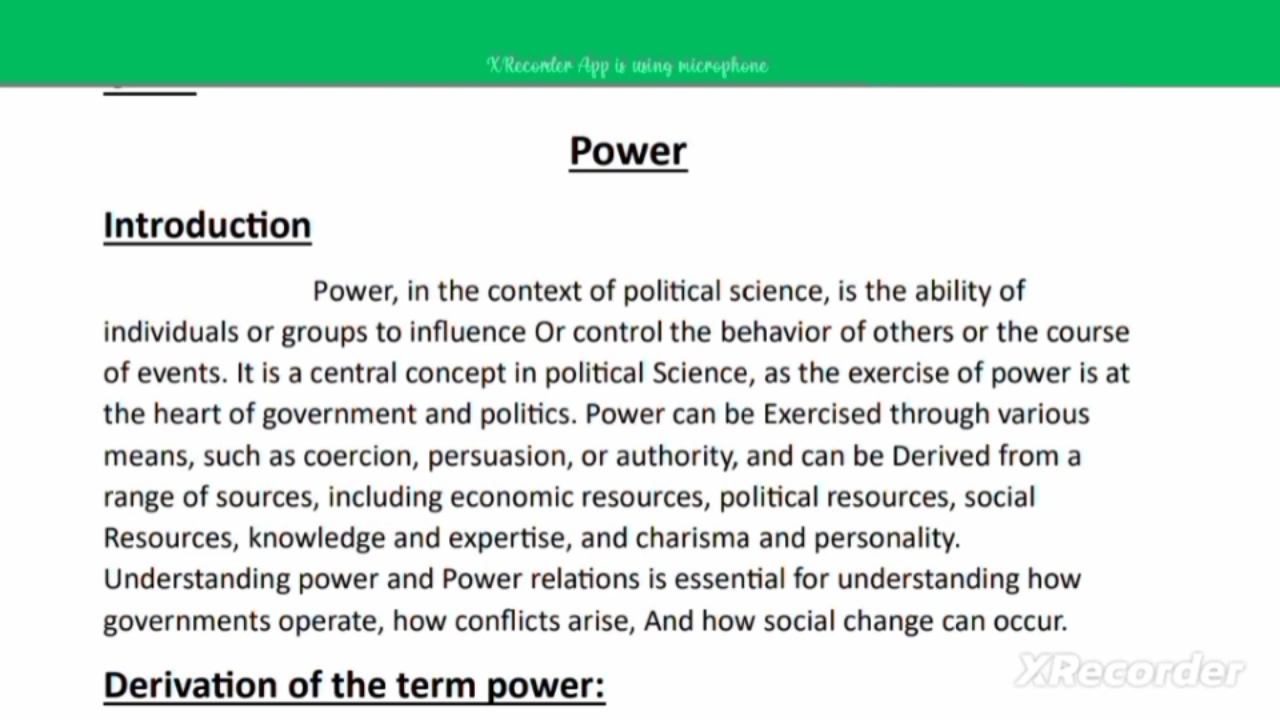 XRecorder App is using microphone
Power
Introduction
Power, in the context of political science, is the ability of
individuals or groups to influence Or control the behavior of others or the course
of events. It is a central concept in political Science, as the exercise of power is at
the heart of government and politics. Power can be Exercised through various
means, such as coercion, persuasion, or authority, and can be Derived from a
range of sources, including economic resources, political resources, social
Resources, knowledge and expertise, and charisma and personality.
Understanding power and Power relations is essential for understanding how
governments operate, how conflicts arise, And how social change can occur.
XRecorder
Derivation of the term power: